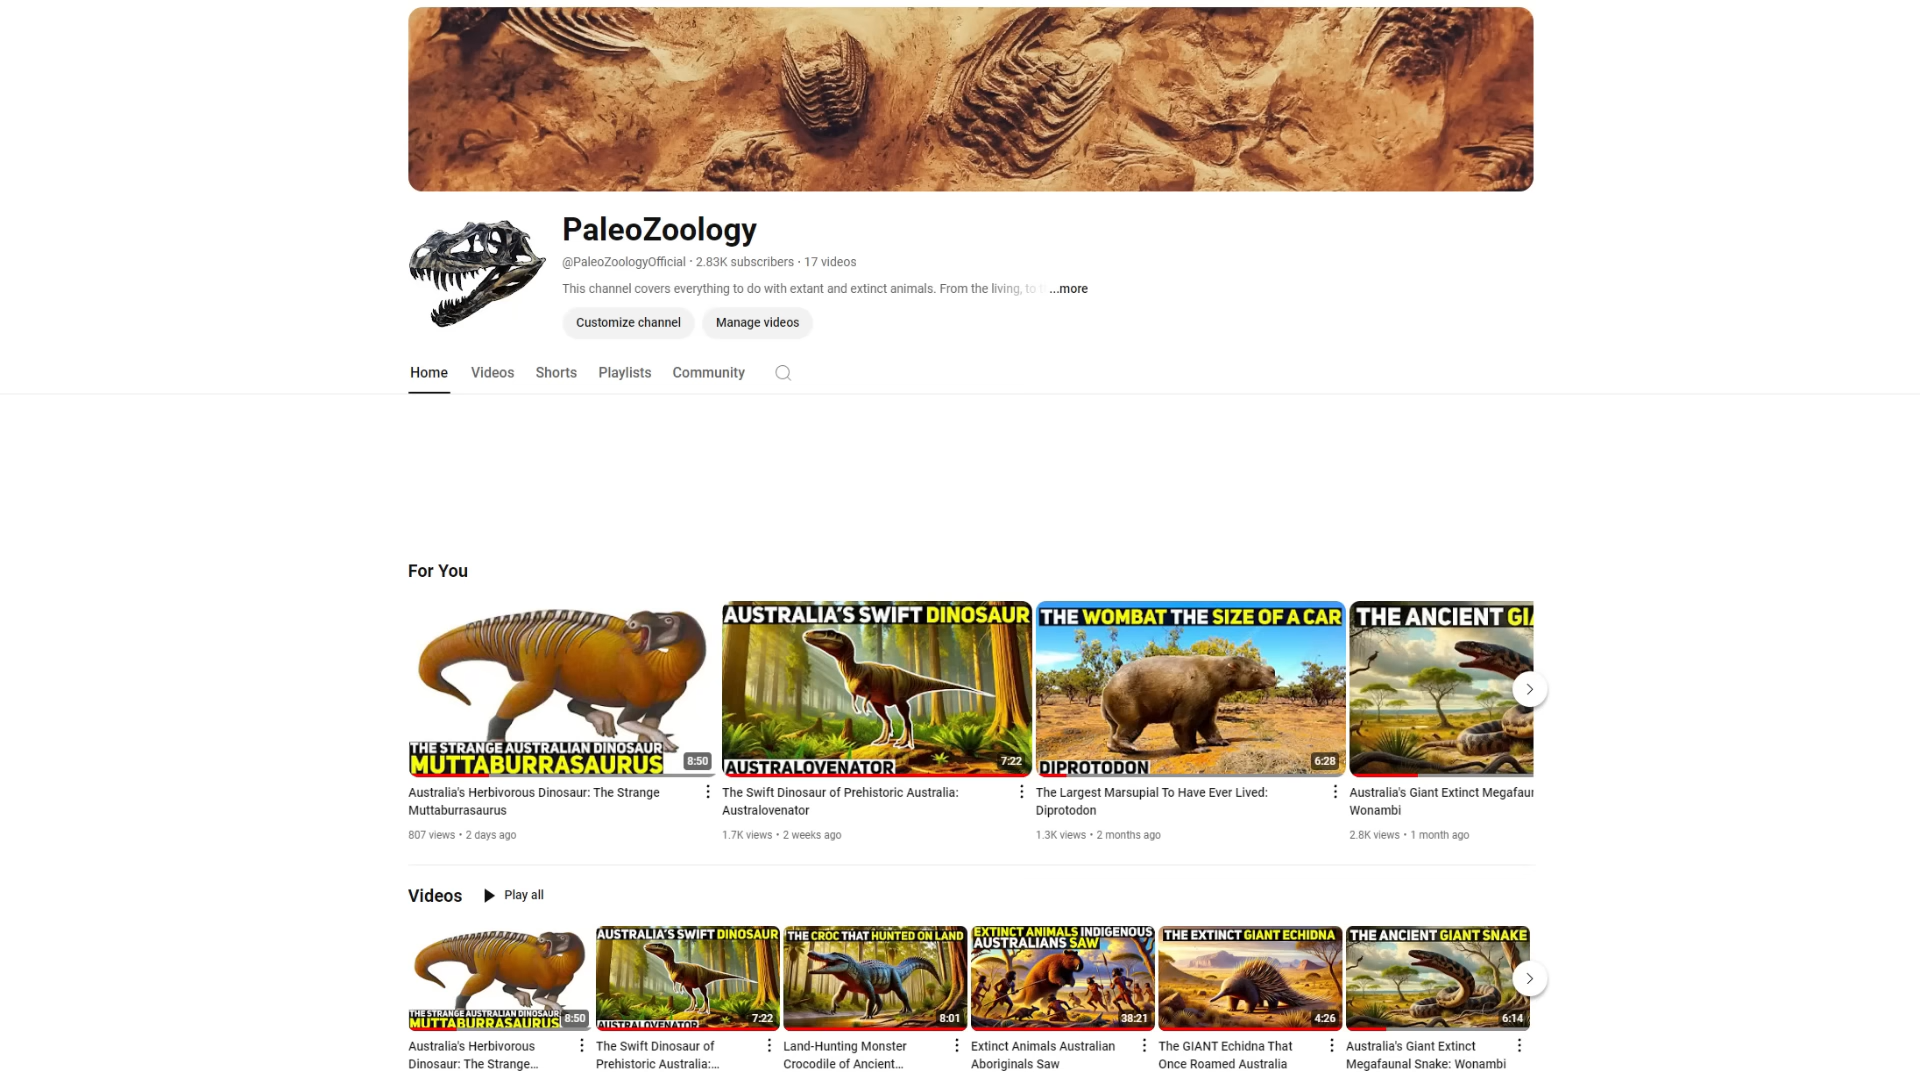 PaleoZoology
@PaleoZoologyOfficial • 2.83K subscribers • 17 videos
This channel covers everything to do with extant and extinct animals. From the living, to ...more
Customize channel
Manage videos
Home
Videos
Shorts
Playlists
Community
For You
THE STRANGE AUSTRALIAN DINOSAUR
MUTTABURRASAURUS
8:50
AUSTRALIA'S SWIFT DINOSAUR
AUSTRALOVENATOR
7:22
THE WOMBAT THE SIZE OF A CAR
DIPROTODON
6:28
THE ANCIENT
Australia's Herbivorous Dinosaur: The Strange
Muttaburrasaurus
807 views • 2 days ago
The Swift Dinosaur of Prehistoric Australia:
Australovenator
1.7K views • 2 weeks ago
The Largest Marsupial To Have Ever Lived:
Diprotodon
1.3K views • 2 months ago
Australia's Giant Extinct
Wonambi
2.8K views • 1 month ago
Videos
Play all
THE STRANGE AUSTRALIAN DINOSAUR
MUTTABURRASAURUS
8:50
AUSTRALIA'S SWIFT DINOSAUR
AUSTRALOVENATOR
7:22
THE CROC THAT HUNTED ON LAND
8:01
EXTINCT ANIMALS INDIGENOUS
AUSTRALIANS SAW
38:21
THE EXTINCT GIANT ECHIDNA
4:26
THE ANCIENT GIANT SNAKE
6:14
Australia's Herbivorous
Dinosaur: The Strange...
The Swift Dinosaur of
Prehistoric Australia:...
Land-Hunting Monster
Crocodile of Ancient...
Extinct Animals Australian
Aboriginals Saw
The GIANT Echidna That
Once Roamed Australia
Australia's Giant Extinct
Megafaunal Snake: Wonambi